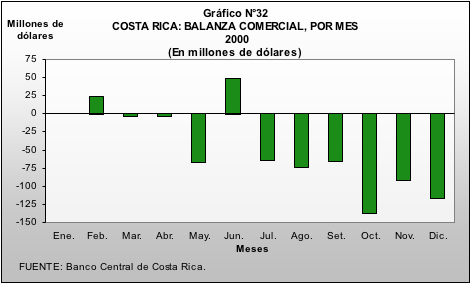 Gráfico N°32
COSTA RICA: BALANZA COMERCIAL, POR MES
2000
(En millones de dólares)
Millones de
dólares
75
50
25
0
-25
-50
-75
-100
-125
-150
Ene. Feb. Mar. Abr. May. Jun. Jul. Ago. Set. Oct. Nov. Dic.
Meses
FUENTE: Banco Central de Costa Rica.